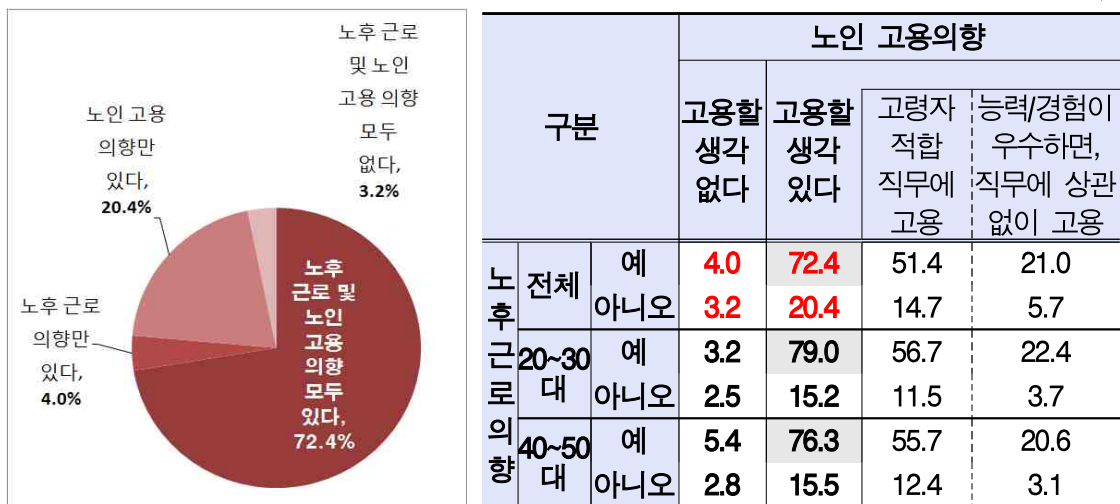 노후 근로
및 노인
고용 의향
모두
없다,
3.2%
노인 고용
의향만
있다,
20.4%
노후 근로
의향만
있다,
4.0%
노후
근로 및
노인
고용
의향
모두
있다,
72.4%
구분
노인 고용의향
고용할
생각
없다
고용할
생각
있다
고령자
적합
직무에
고용
능력/경험이
우수하면,
직무에 상관
없이 고용
노후근로의향
전체
예 4.0 72.4 51.4 21.0
아니오 3.2 20.4 14.7 5.7
20~30
대
예 3.2 79.0 56.7 22.4
아니오 2.5 15.2 11.5 3.7
40~50
대
예 5.4 76.3 55.7 20.6
아니오 2.8 15.5 12.4 3.1